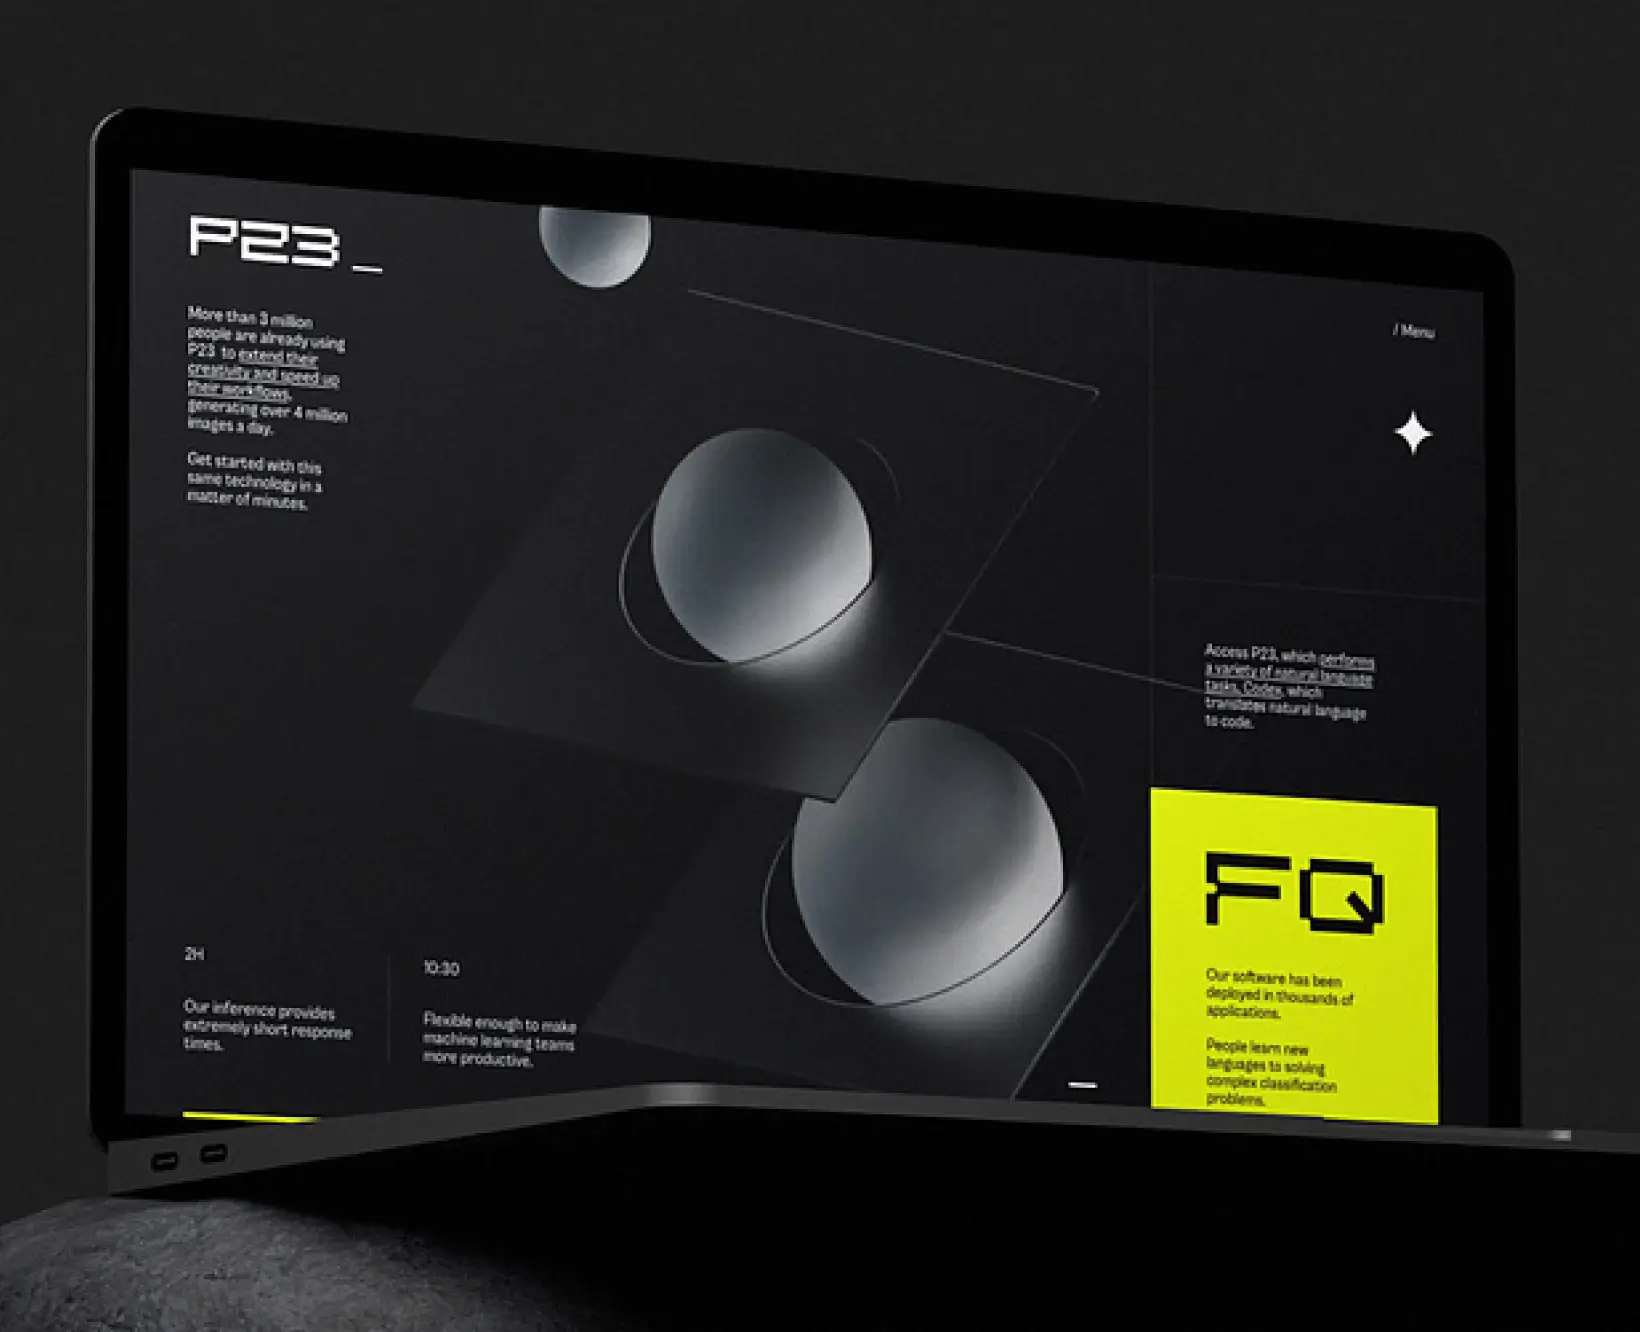 P23_
More than 3 million
people are already using
P23 to extend their
creativity and speed up
their workflows,
generating over 4 million
images a day.
Get started with this
same technology in a
matter of minutes.
/ Menu
Access P23, which performs
a variety of natural language
tasks, Codex, which
translates natural language
to code.
FQ
Our software has been
deployed in thousands of
applications.
People learn new
languages to solving
complex classification
problems.
2H
Our inference provides
extremely short response
times.
10:30
Flexible enough to make
machine learning teams
more productive.